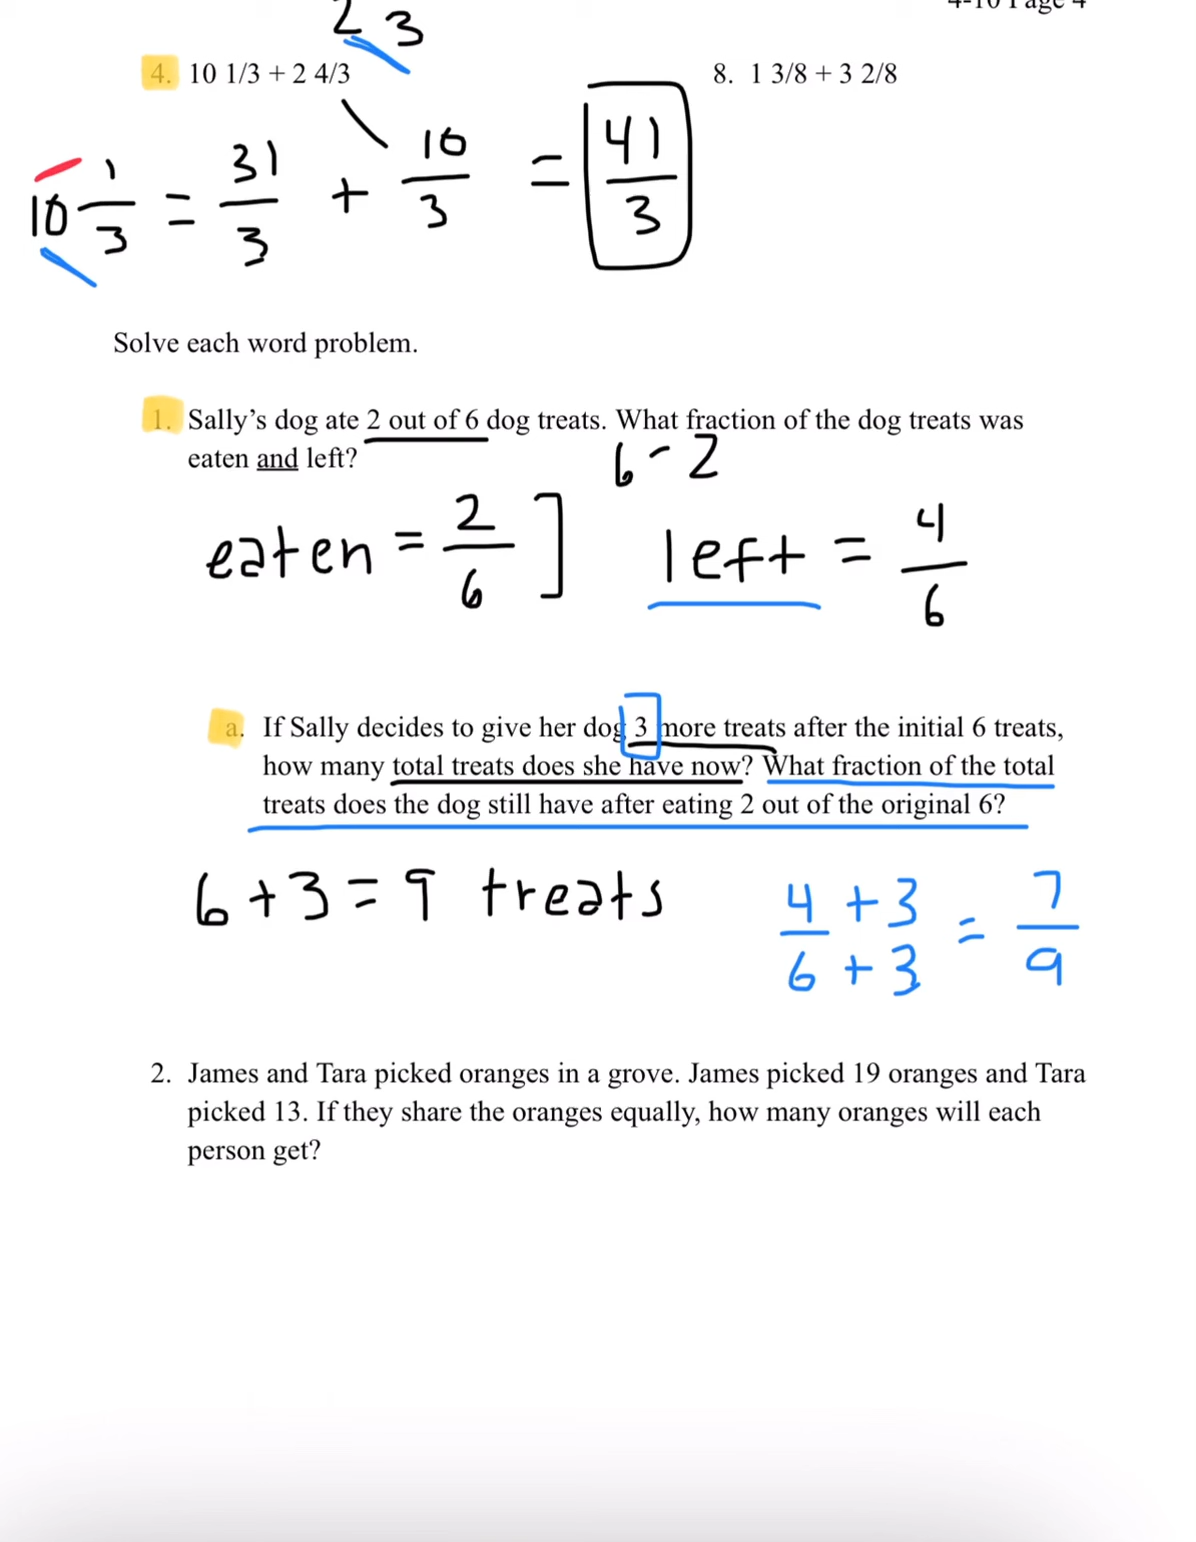 2 3
4. 10 1/3 + 2 4/3
8. 1 3/8 + 3 2/8
10 1/3 = 31/3 + 10/3 = 41/3
Solve each word problem.
1. Sally's dog ate 2 out of 6 dog treats. What fraction of the dog treats was
eaten and left?
6 - 2
eaten = 2/6 ] left = 4/6
a. If Sally decides to give her dog 3 more treats after the initial 6 treats,
how many total treats does she have now? What fraction of the total
treats does the dog still have after eating 2 out of the original 6?
6 + 3 = 9 treats
4 + 3 / 6 + 3 = 7/9
2. James and Tara picked oranges in a grove. James picked 19 oranges and Tara
picked 13. If they share the oranges equally, how many oranges will each
person get?